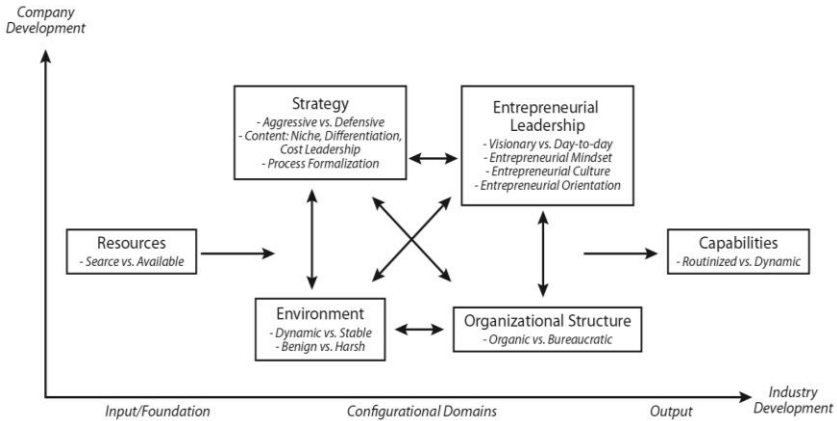 Company
Development
Strategy
- Aggressive vs. Defensive
- Content: Niche, Differentiation,
Cost Leadership
- Process Formalization
Entrepreneurial
Leadership
- Visionary vs. Day-to-day
- Entrepreneurial Mindset
- Entrepreneurial Culture
- Entrepreneurial Orientation
Resources
- Searce vs. Available
Capabilities
- Routinized vs. Dynamic
Environment
- Dynamic vs. Stable
- Benign vs. Harsh
Organizational Structure
- Organic vs. Bureaucratic
Input/Foundation
Configurational Domains
Output
Industry
Development